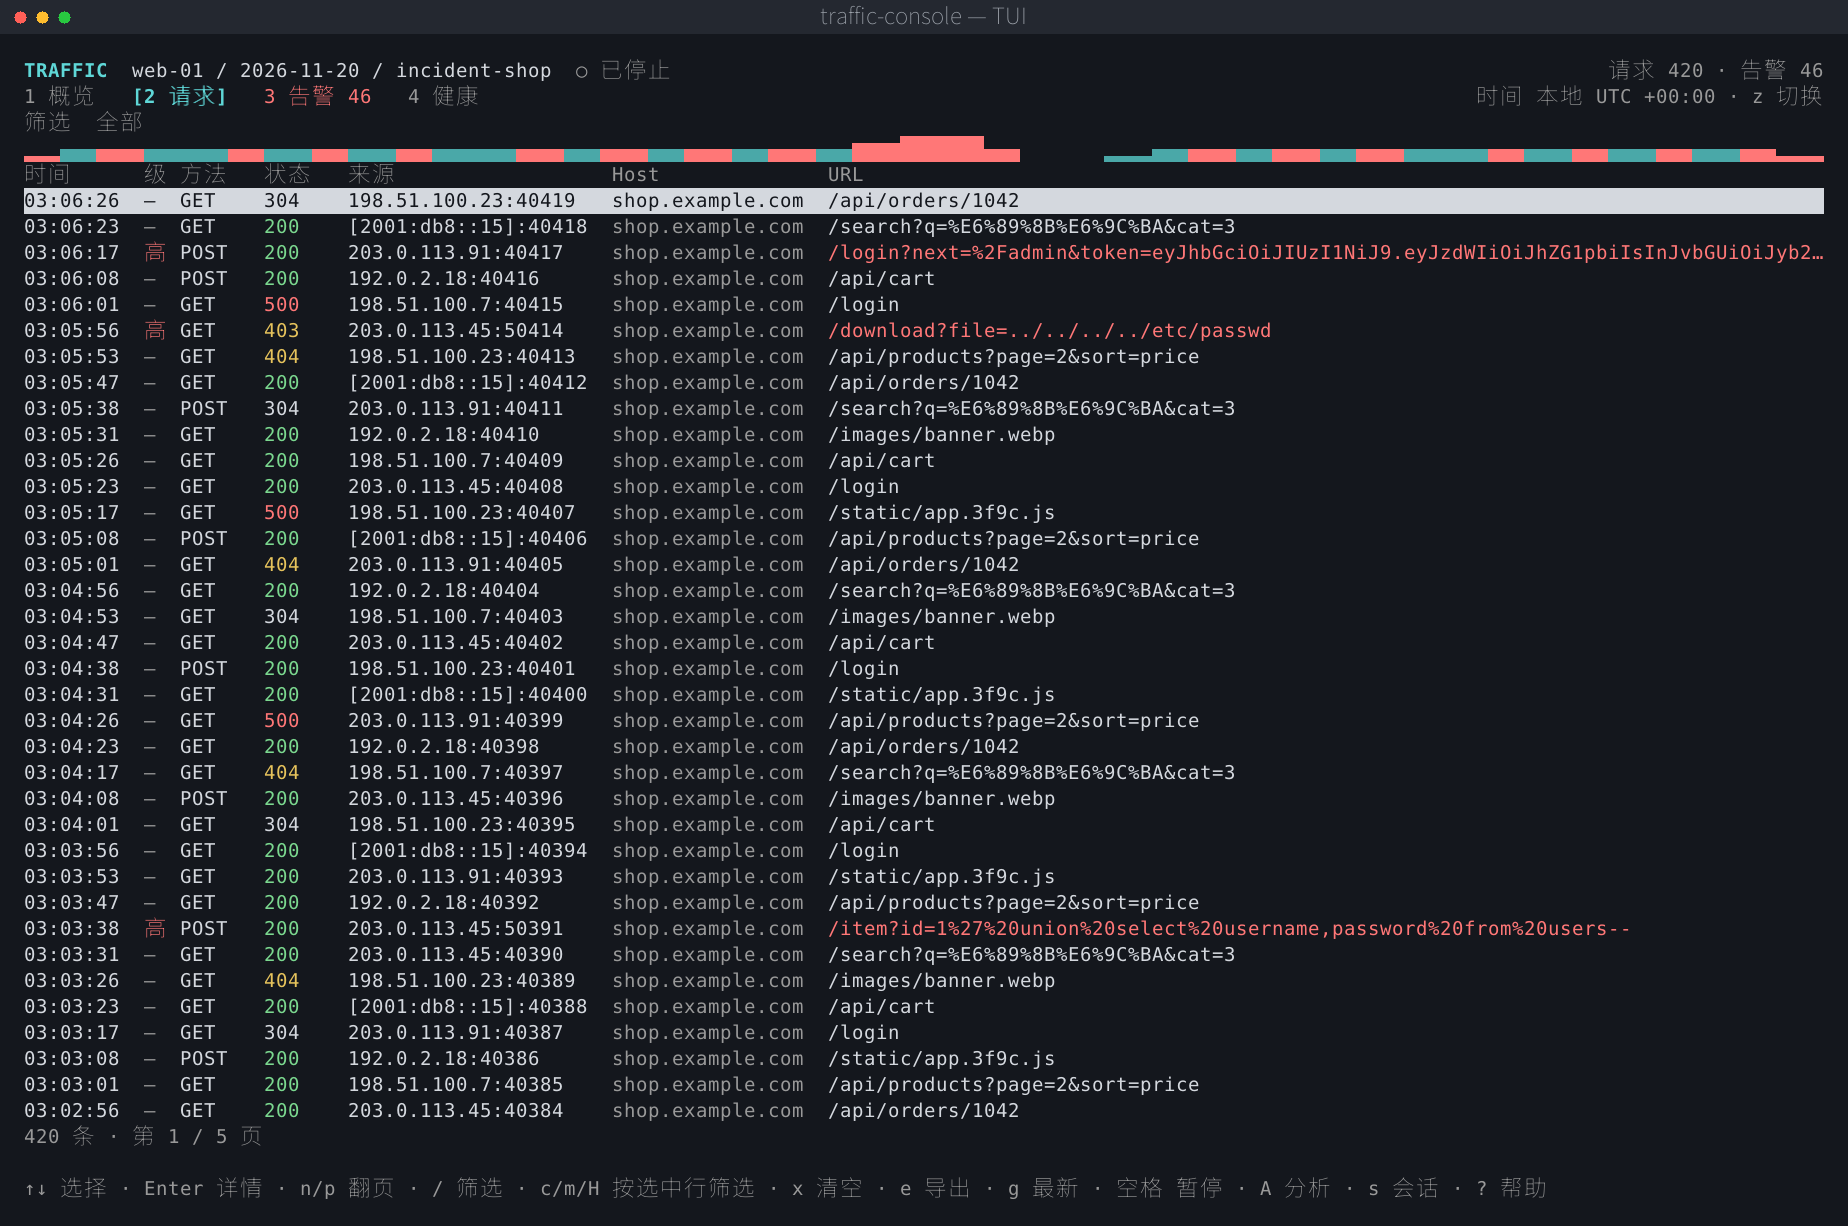 traffic-console — TUI
TRAFFIC web-01 / 2026-11-20 / incident-shop ○ 已停止 请求 420 · 告警 46
1 概览 [2 请求] 3 告警 46 4 健康 时间 本地 UTC +00:00 · z 切换
筛选 全部
时间 级 方法 状态 来源 Host URL
03:06:26 — GET 304 198.51.100.23:40419 shop.example.com /api/orders/1042
03:06:23 — GET 200 [2001:db8::15]:40418 shop.example.com /search?q=%E6%89%8B%E6%9C%BA&cat=3
03:06:17 高 POST 200 203.0.113.91:40417 shop.example.com /login?next=%2Fadmin&token=eyJhbGciOiJIUzI1NiJ9.eyJzdWIiOiJhZG1pbiIsInJvbGUiOiJyb2…
03:06:08 — POST 200 192.0.2.18:40416 shop.example.com /api/cart
03:06:01 — GET 500 198.51.100.7:40415 shop.example.com /login
03:05:56 高 GET 403 203.0.113.45:50414 shop.example.com /download?file=../../../../etc/passwd
03:05:53 — GET 404 198.51.100.23:40413 shop.example.com /api/products?page=2&sort=price
03:05:47 — GET 200 [2001:db8::15]:40412 shop.example.com /api/orders/1042
03:05:38 — POST 304 203.0.113.91:40411 shop.example.com /search?q=%E6%89%8B%E6%9C%BA&cat=3
03:05:31 — GET 200 192.0.2.18:40410 shop.example.com /images/banner.webp
03:05:26 — GET 200 198.51.100.7:40409 shop.example.com /api/cart
03:05:23 — GET 200 203.0.113.45:40408 shop.example.com /login
03:05:17 — GET 500 198.51.100.23:40407 shop.example.com /static/app.3f9c.js
03:05:08 — POST 200 [2001:db8::15]:40406 shop.example.com /api/products?page=2&sort=price
03:05:01 — GET 404 203.0.113.91:40405 shop.example.com /api/orders/1042
03:04:56 — GET 200 192.0.2.18:40404 shop.example.com /search?q=%E6%89%8B%E6%9C%BA&cat=3
03:04:53 — GET 304 198.51.100.7:40403 shop.example.com /images/banner.webp
03:04:47 — GET 200 203.0.113.45:40402 shop.example.com /api/cart
03:04:38 — POST 200 198.51.100.23:40401 shop.example.com /login
03:04:31 — GET 200 [2001:db8::15]:40400 shop.example.com /static/app.3f9c.js
03:04:26 — GET 500 203.0.113.91:40399 shop.example.com /api/products?page=2&sort=price
03:04:23 — GET 200 192.0.2.18:40398 shop.example.com /api/orders/1042
03:04:17 — GET 404 198.51.100.7:40397 shop.example.com /search?q=%E6%89%8B%E6%9C%BA&cat=3
03:04:08 — POST 200 203.0.113.45:40396 shop.example.com /images/banner.webp
03:04:01 — GET 304 198.51.100.23:40395 shop.example.com /api/cart
03:03:56 — GET 200 [2001:db8::15]:40394 shop.example.com /login
03:03:53 — GET 200 203.0.113.91:40393 shop.example.com /static/app.3f9c.js
03:03:47 — GET 200 192.0.2.18:40392 shop.example.com /api/products?page=2&sort=price
03:03:38 高 POST 200 203.0.113.45:50391 shop.example.com /item?id=1%27%20union%20select%20username,password%20from%20users--
03:03:31 — GET 200 203.0.113.45:40390 shop.example.com /search?q=%E6%89%8B%E6%9C%BA&cat=3
03:03:26 — GET 404 198.51.100.23:40389 shop.example.com /images/banner.webp
03:03:23 — GET 200 [2001:db8::15]:40388 shop.example.com /api/cart
03:03:17 — GET 304 203.0.113.91:40387 shop.example.com /login
03:03:08 — POST 200 192.0.2.18:40386 shop.example.com /static/app.3f9c.js
03:03:01 — GET 200 198.51.100.7:40385 shop.example.com /api/products?page=2&sort=price
03:02:56 — GET 200 203.0.113.45:40384 shop.example.com /api/orders/1042
420 条 · 第 1 / 5 页
↑↓ 选择 · Enter 详情 · n/p 翻页 · / 筛选 · c/m/H 按选中行筛选 · x 清空 · e 导出 · g 最新 · 空格 暂停 · A 分析 · s 会话 · ? 帮助